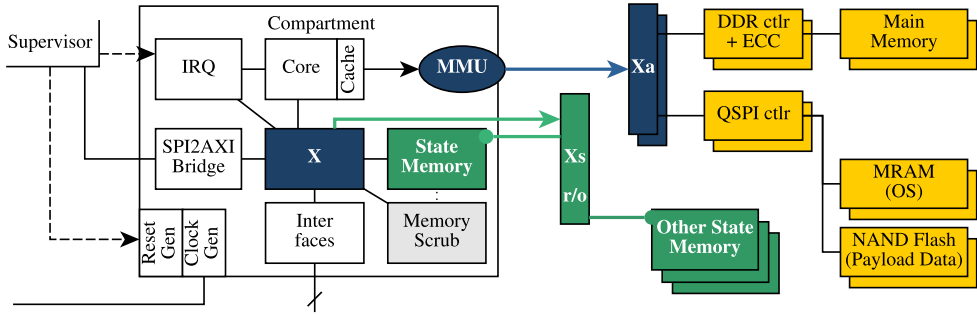 Supervisor
Compartment
IRQ
Core
Cache
MMU
Xa
DDR ctlr
+ ECC
Main
Memory
QSPI ctlr
SPI2AXI
Bridge
X
State
Memory
Xs
r/o
MRAM
(OS)
Reset
Gen
Clock
Gen
Inter
faces
Memory
Scrub
Other State
Memory
NAND Flash
(Payload Data)